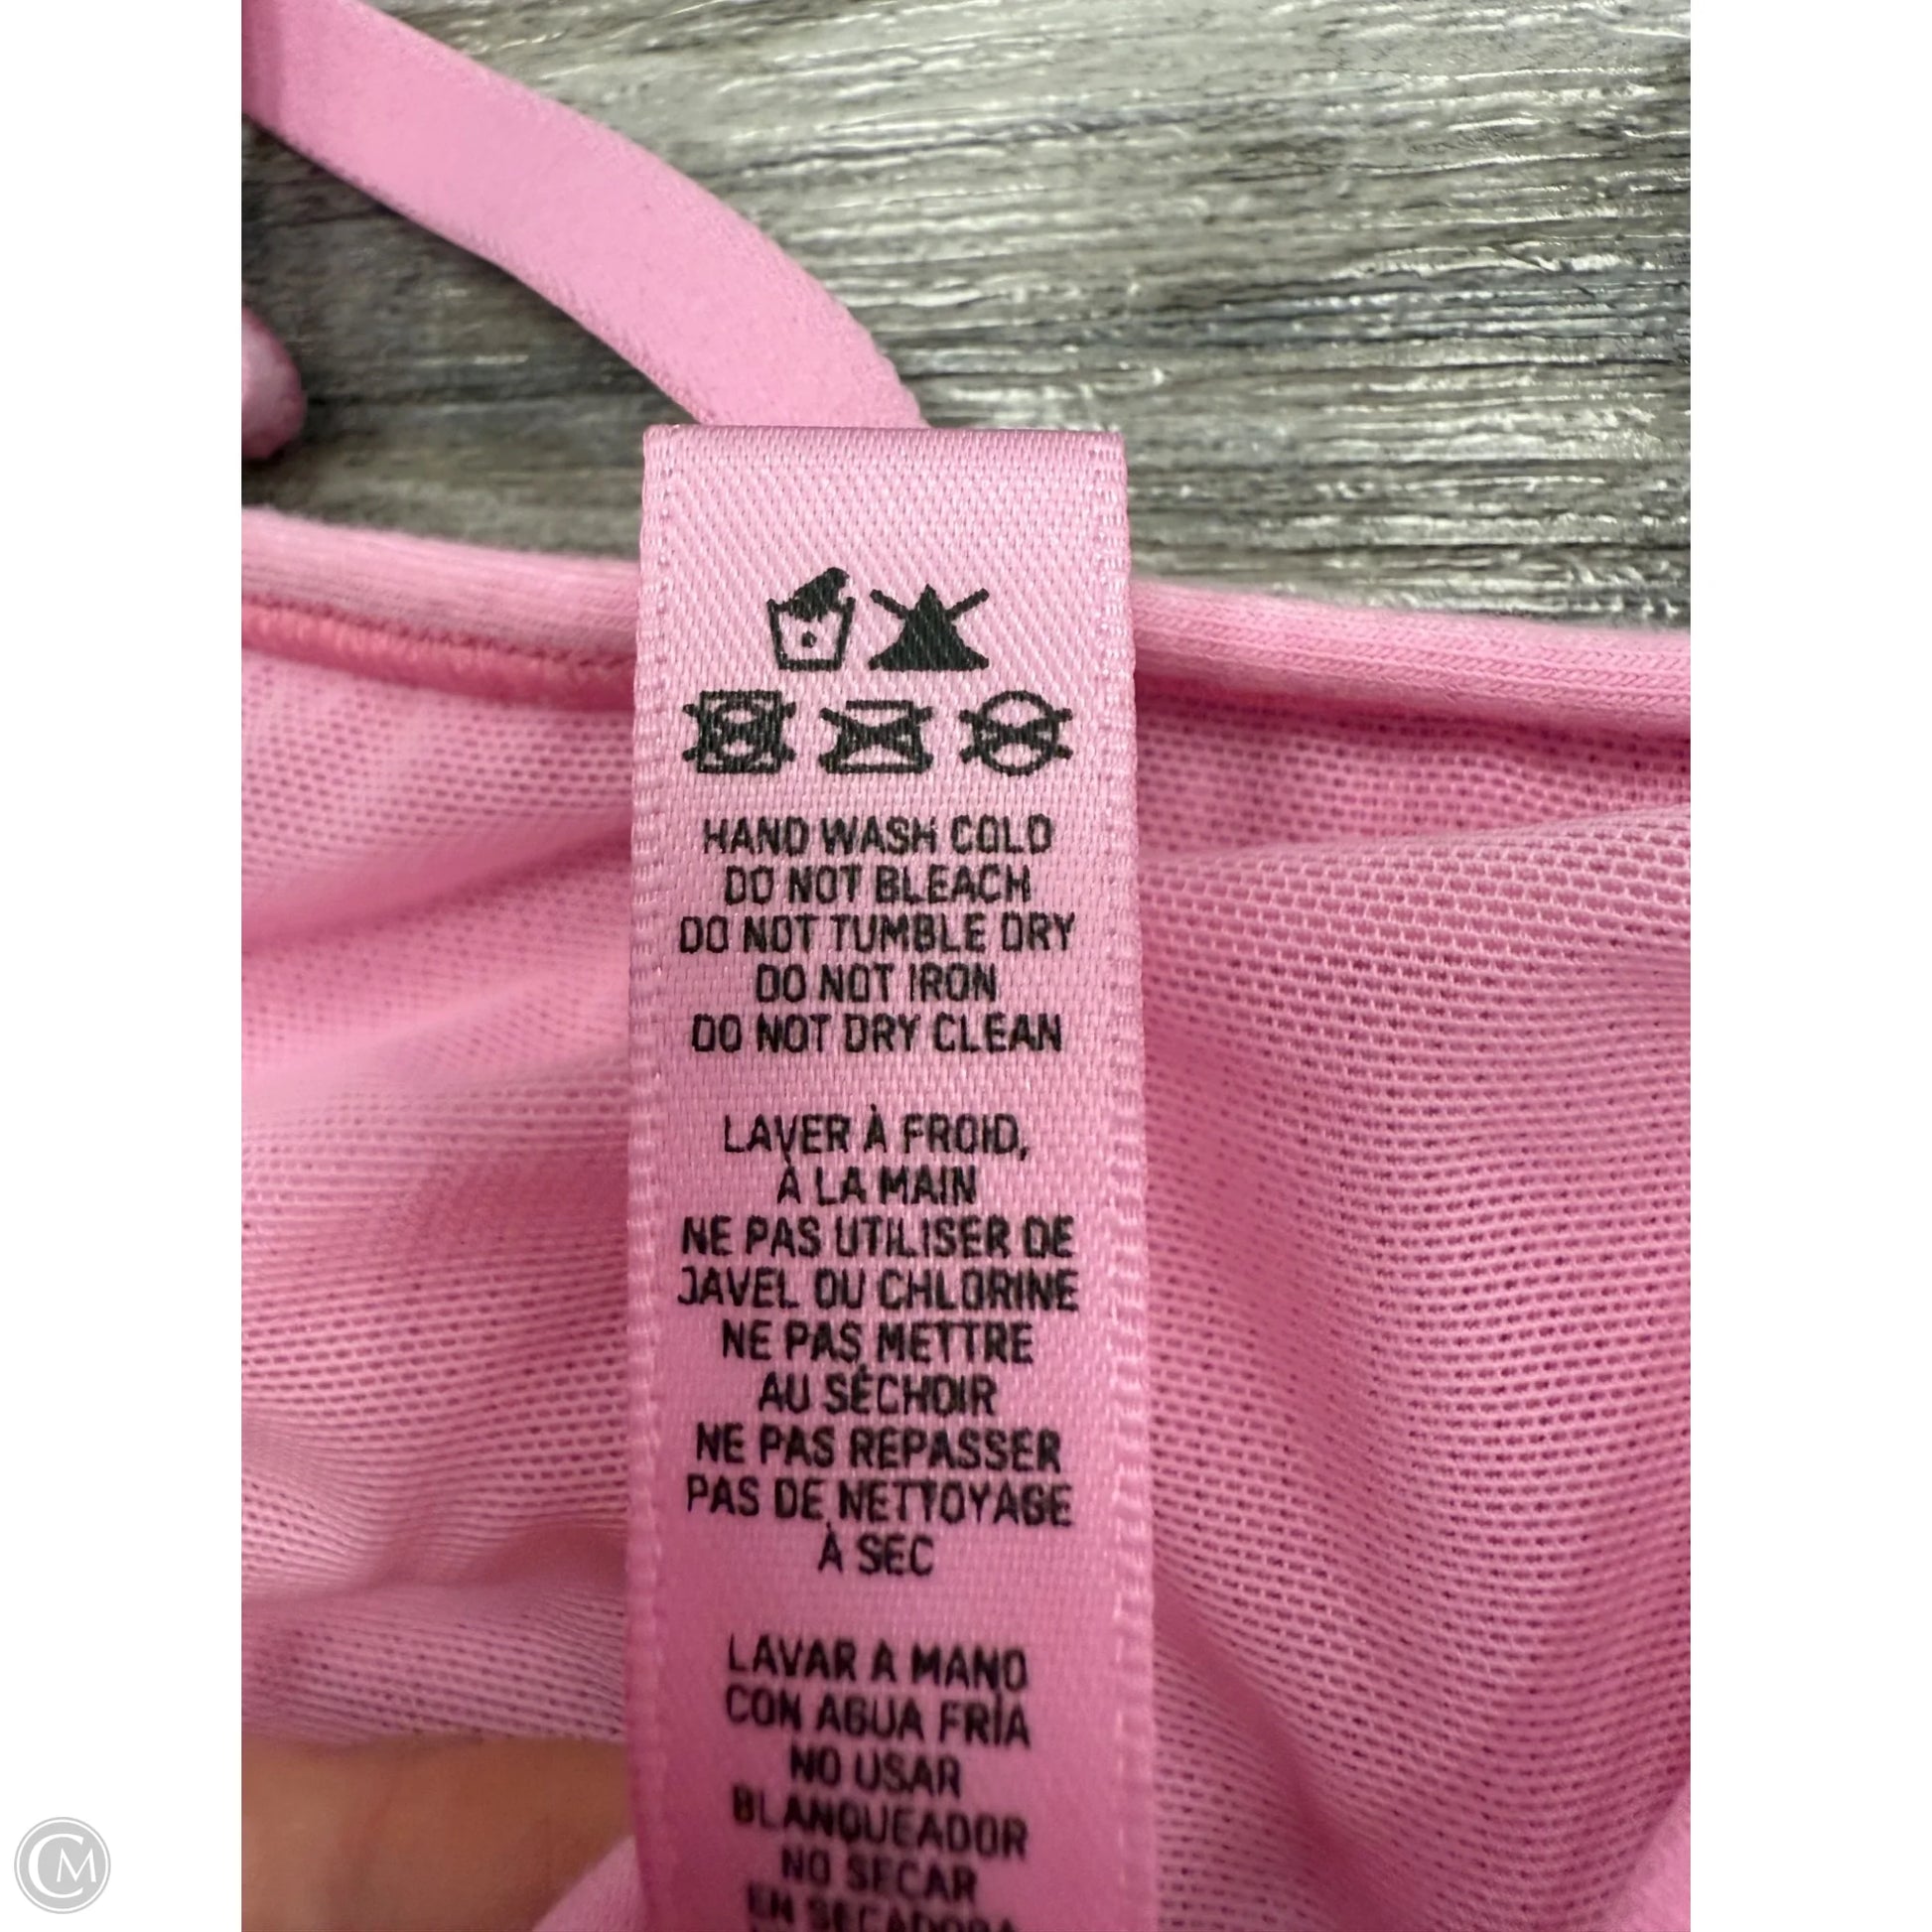 HAND WASH COLD
DO NOT BLEACH
DO NOT TUMBLE DRY
DO NOT IRON
DO NOT DRY CLEAN
LAVER À FROID,
À LA MAIN
NE PAS UTILISER DE
JAVEL OU CHLORINE
NE PAS METTRE
AU SÉCHOIR
NE PAS REPASSER
PAS DE NETTOYAGE
À SEC
LAVAR A MANO
CON AGUA FRÍA
NO USAR
BLANQUEADOR
NO SECAR
EN SECADORA
CM